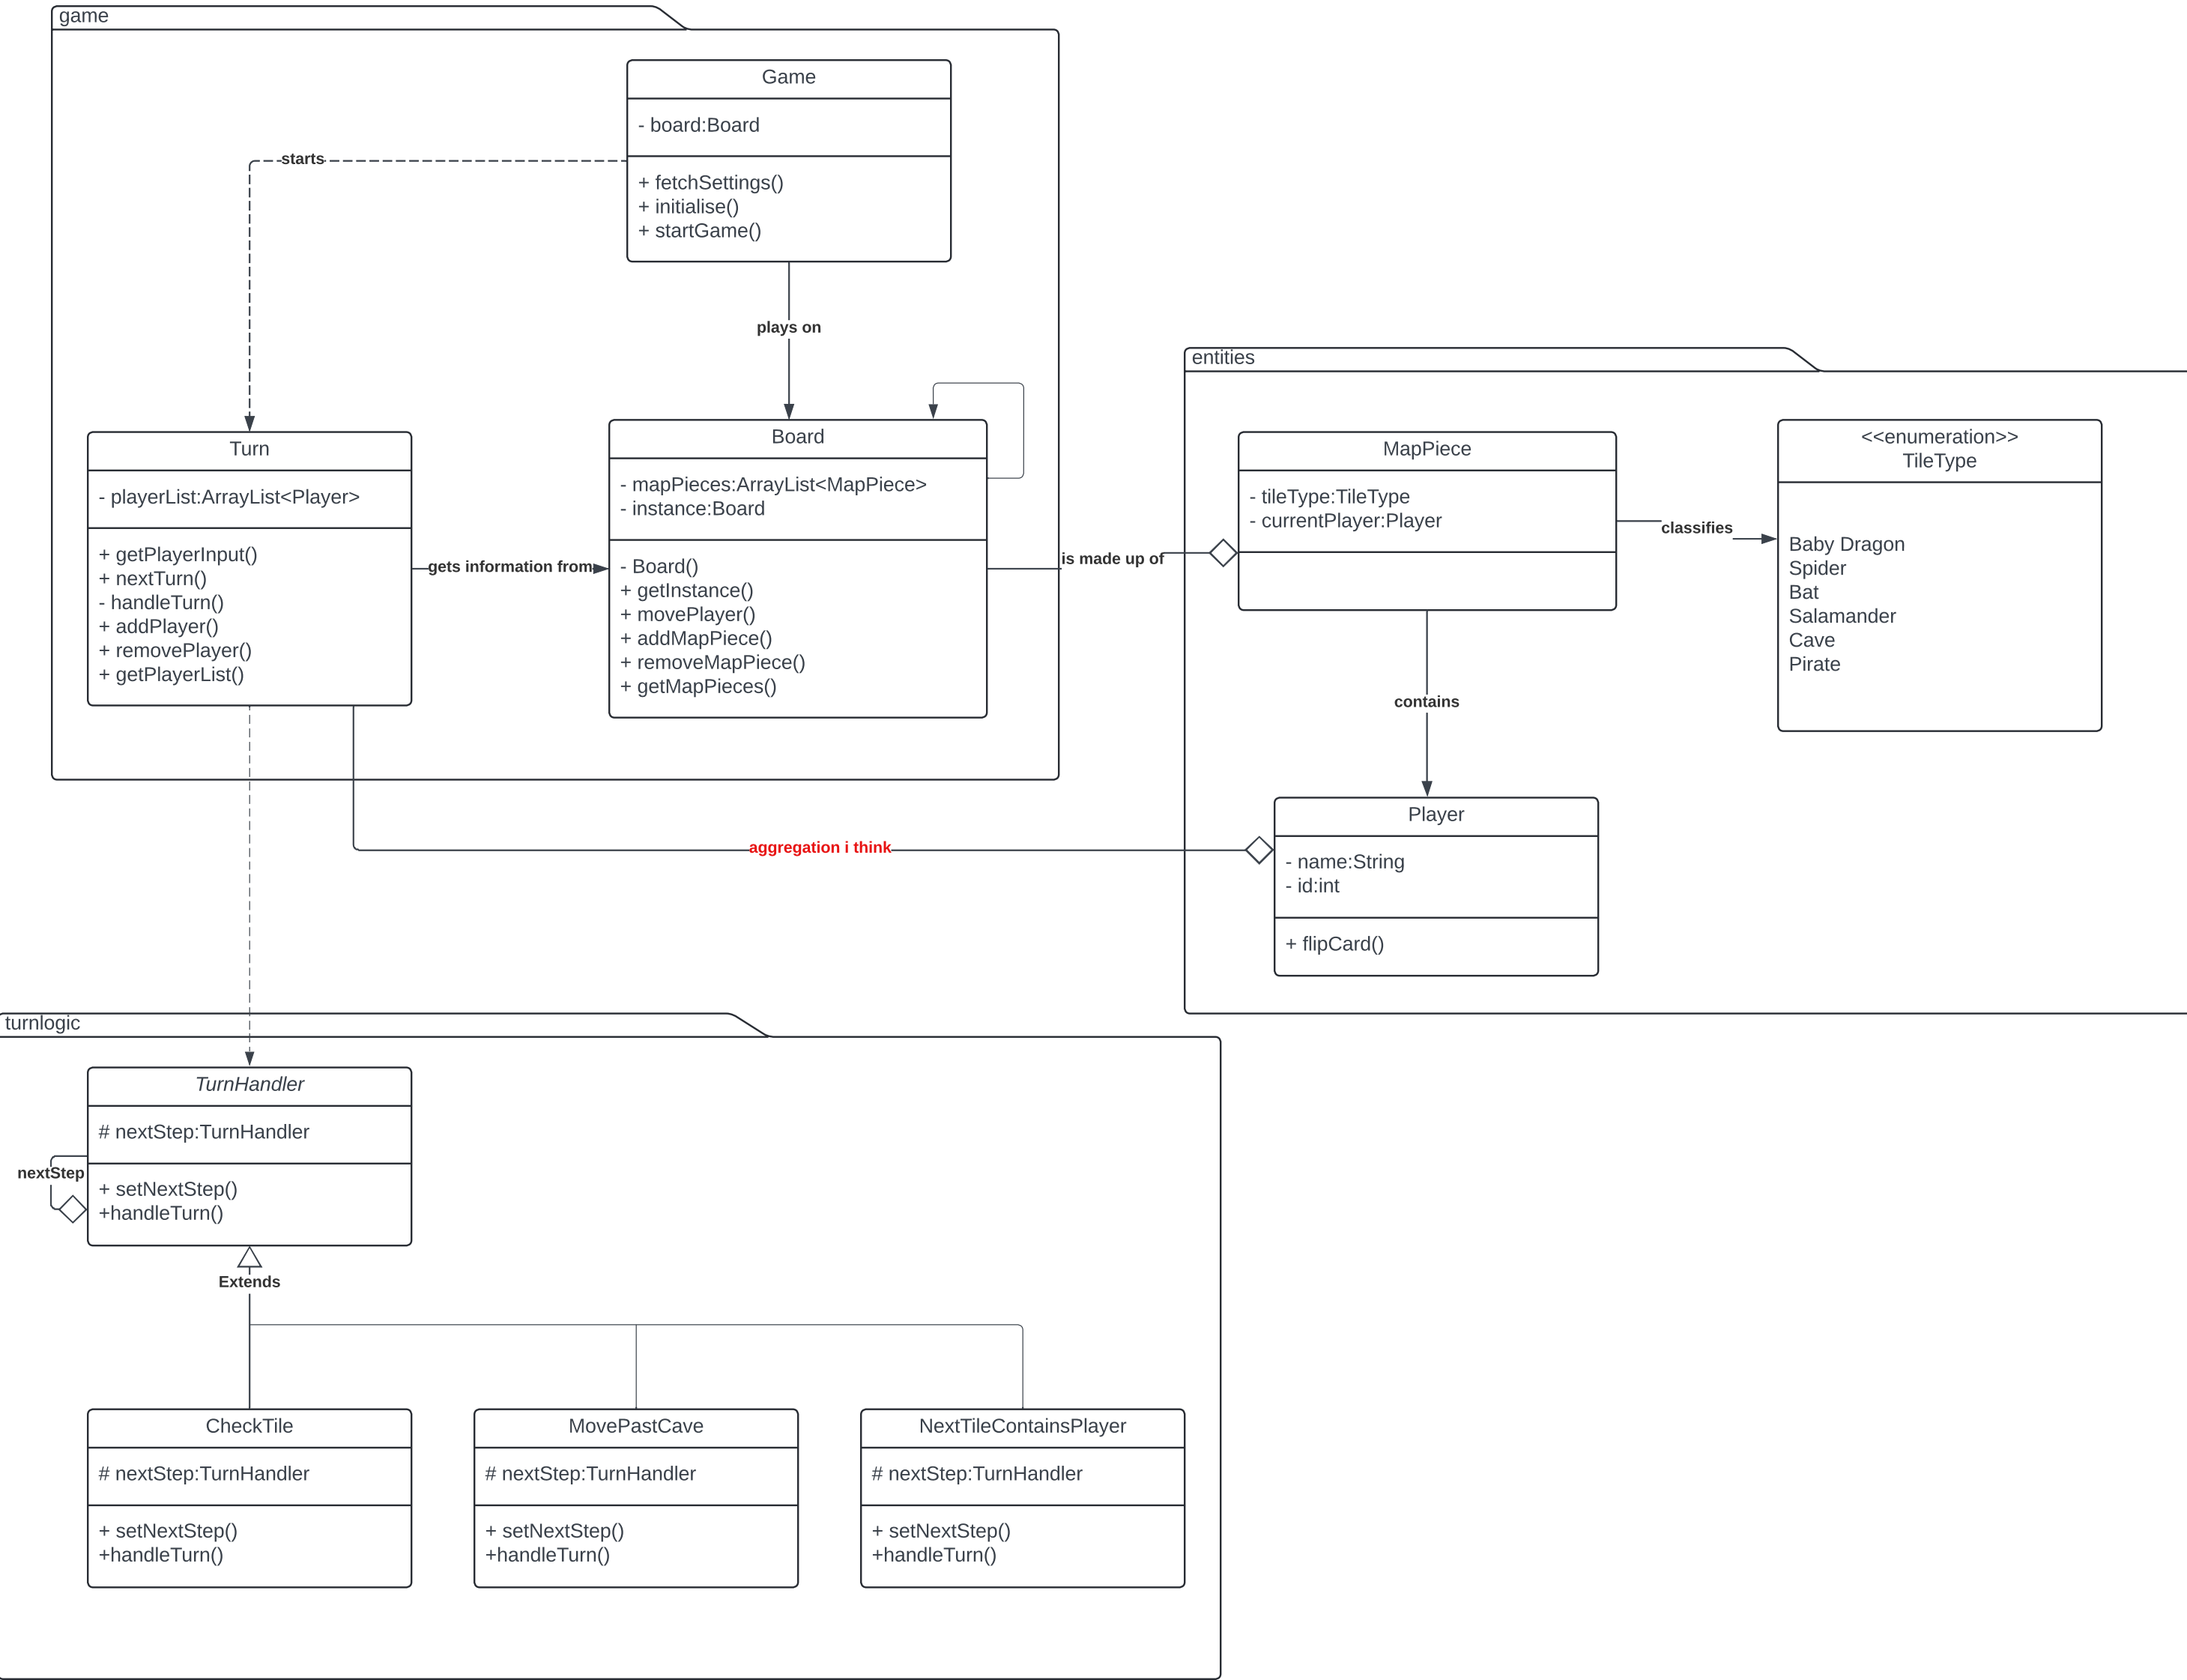 game
Game
- board:Board
+ fetchSettings()
+ initialise()
+ startGame()
starts
plays on
Turn
- playerList:ArrayList<Player>
+ getPlayerInput()
+ nextTurn()
- handleTurn()
+ addPlayer()
+ removePlayer()
+ getPlayerList()
gets information from
Board
- mapPieces:ArrayList<MapPiece>
- instance:Board
- Board()
+ getInstance()
+ movePlayer()
+ addMapPiece()
+ removeMapPiece()
+ getMapPieces()
is made up of
entities
MapPiece
- tileType:TileType
- currentPlayer:Player
classifies
<<enumeration>>
TileType
Baby Dragon
Spider
Bat
Salamander
Cave
Pirate
contains
Player
- name:String
- id:int
+ flipCard()
aggregation i think
turnlogic
TurnHandler
# nextStep:TurnHandler
+ setNextStep()
+handleTurn()
nextStep
Extends
CheckTile
# nextStep:TurnHandler
+ setNextStep()
+handleTurn()
MovePastCave
# nextStep:TurnHandler
+ setNextStep()
+handleTurn()
NextTileContainsPlayer
# nextStep:TurnHandler
+ setNextStep()
+handleTurn()